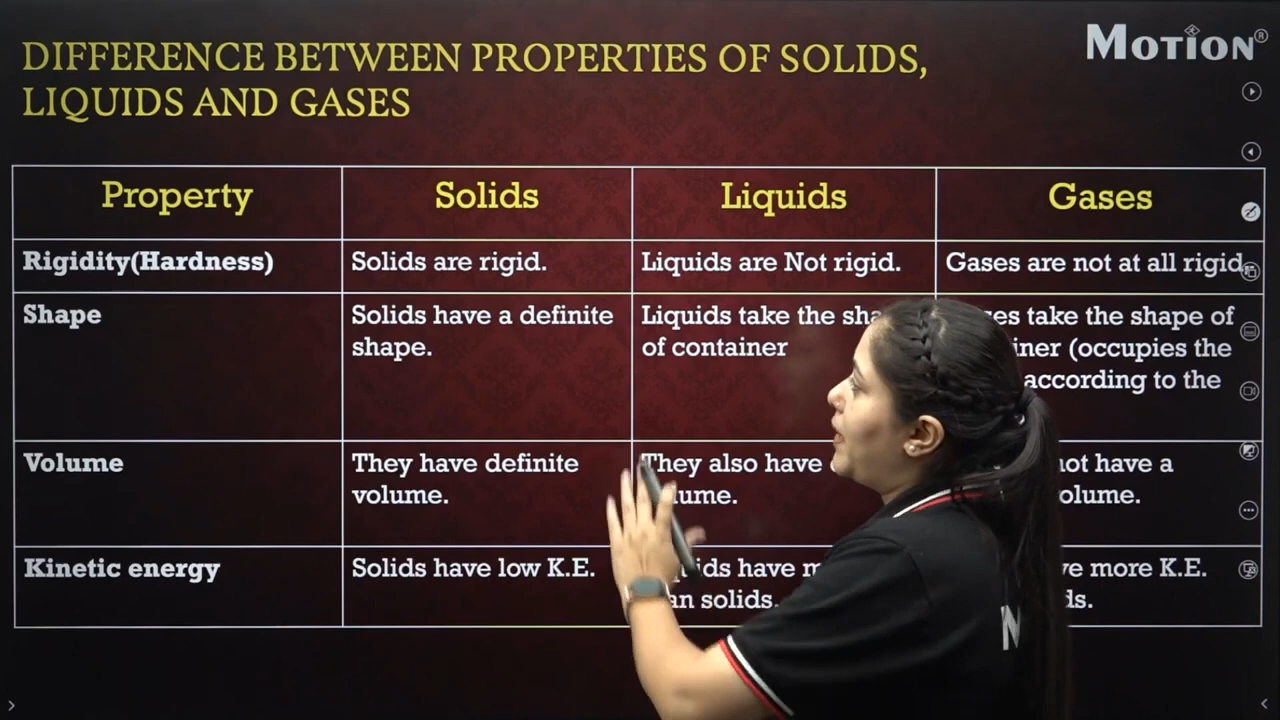 MOTION®
DIFFERENCE BETWEEN PROPERTIES OF SOLIDS,
LIQUIDS AND GASES
Property Solids Liquids Gases
Rigidity(Hardness) Solids are rigid. Liquids are Not rigid. Gases are not at all rigid.
Shape Solids have a definite
shape.
Liquids take the
of container
take the shape of
(occupies the
according to the
Volume They have definite
volume.
They also have
not have a
Kinetic energy Solids have low K.E.
have
solids.
more K.E.